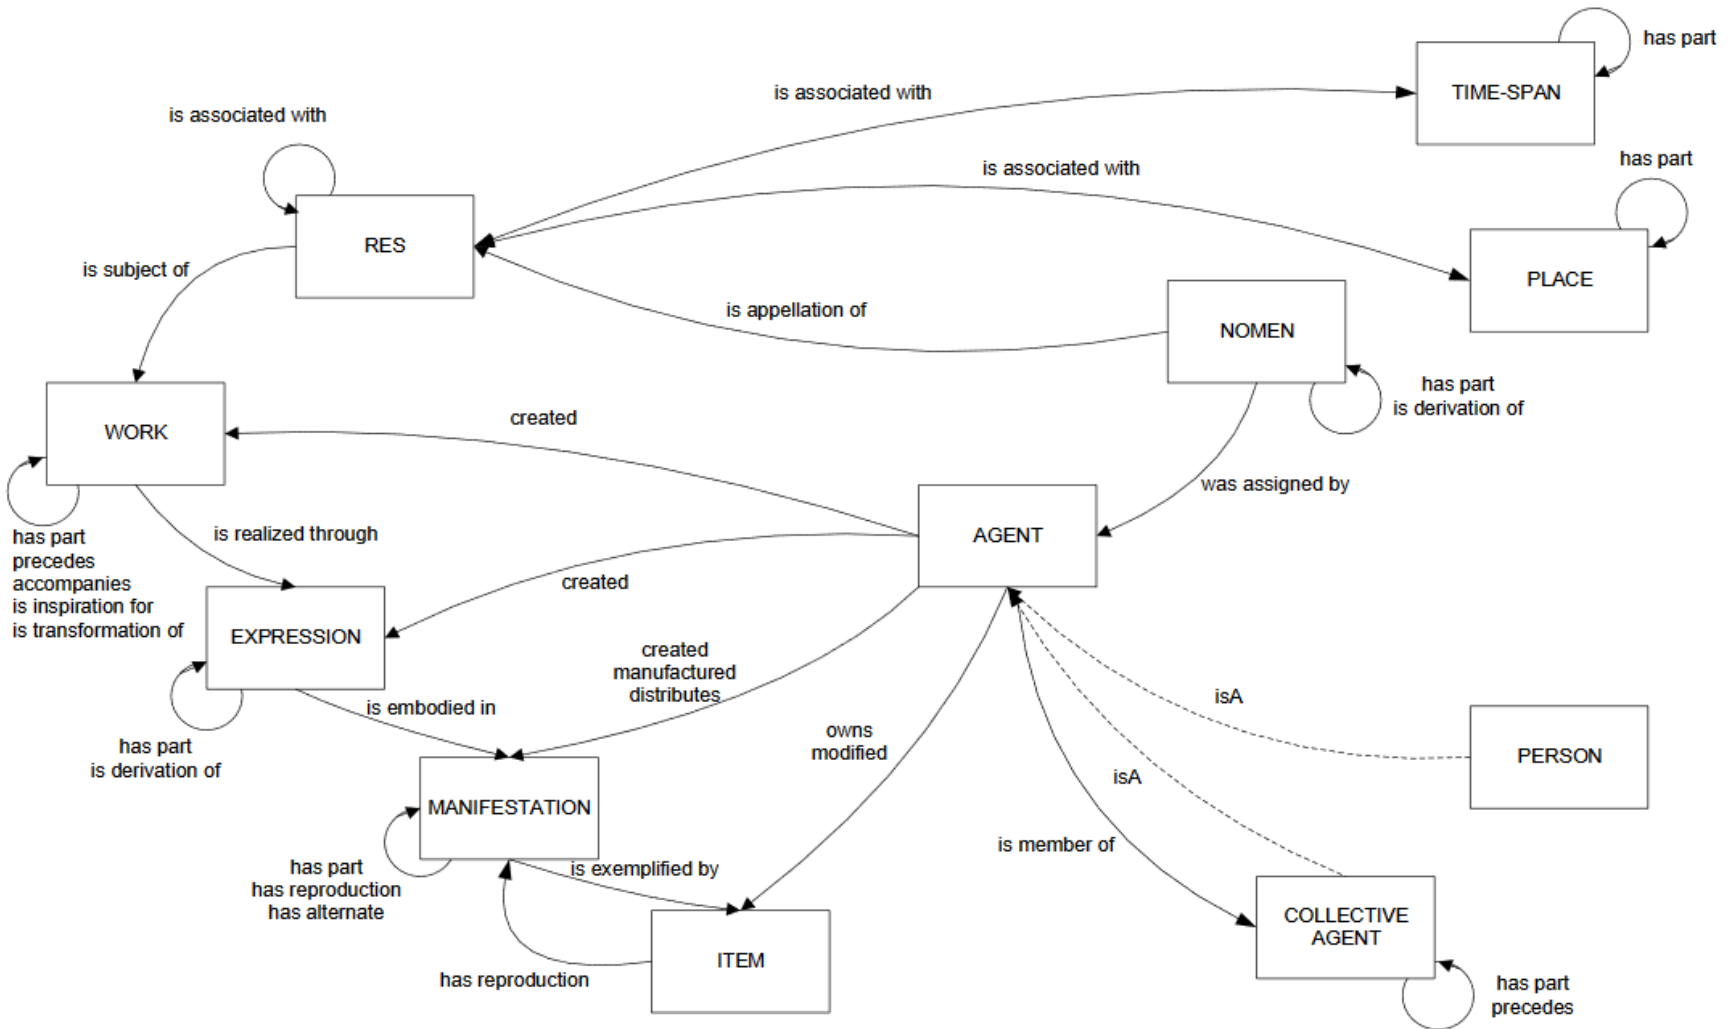 has part
TIME-SPAN
is associated with
is associated with
is associated with
has part
RES
PLACE
is subject of
is appellation of
NOMEN
has part
is derivation of
WORK
created
was assigned by
has part
precedes
accompanies
is inspiration for
is transformation of
is realized through
AGENT
created
EXPRESSION
created
manufactured
distributes
is embodied in
has part
is derivation of
owns
modified
isA
PERSON
isA
MANIFESTATION
is member of
has part
has reproduction
has alternate
is exemplified by
COLLECTIVE
AGENT
ITEM
has reproduction
has part
precedes